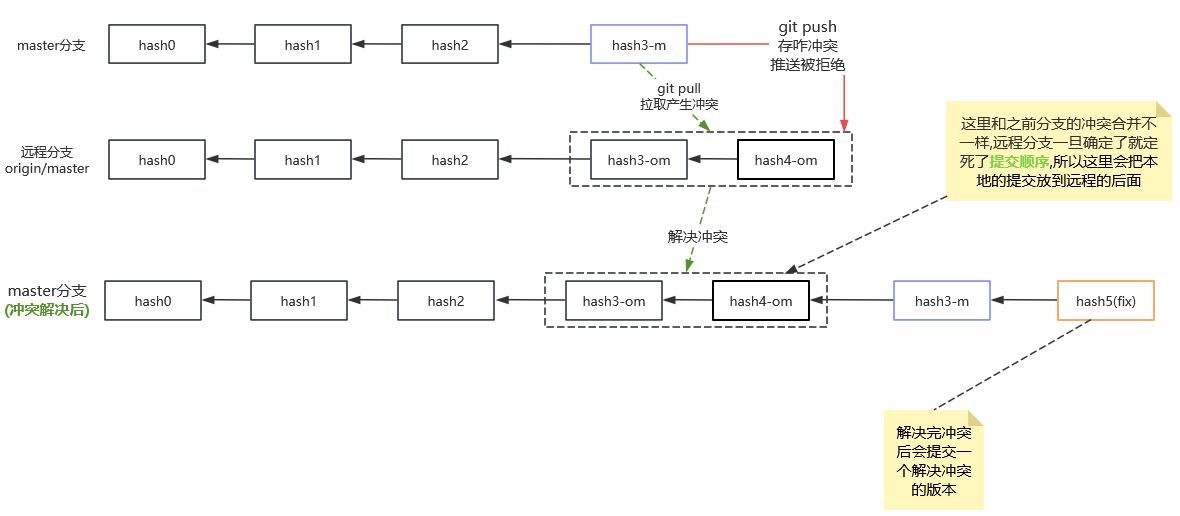 master分支
hash0
hash1
hash2
hash3-m
git push
存咋冲突
推送被拒绝
git pull
拉取产生冲突
远程分支
origin/master
hash0
hash1
hash2
hash3-om
hash4-om
这里和之前分支的冲突合并不
一样,远程分支一旦确定了就定
死了提交顺序,所以这里会把本
地的提交放到远程的后面
解决冲突
master分支
(冲突解决后)
hash0
hash1
hash2
hash3-om
hash4-om
hash3-m
hash5(fix)
解决完冲突
后会提交一
个解决冲突
的版本